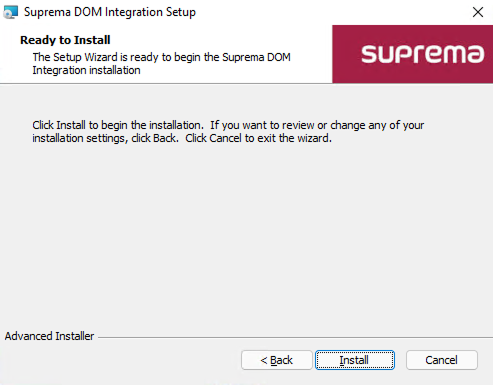 Suprema DOM Integration Setup
Ready to Install
The Setup Wizard is ready to begin the Suprema DOM
Integration installation
suprema
Click Install to begin the installation. If you want to review or change any of your
installation settings, click Back. Click Cancel to exit the wizard.
Advanced Installer
< Back
Install
Cancel